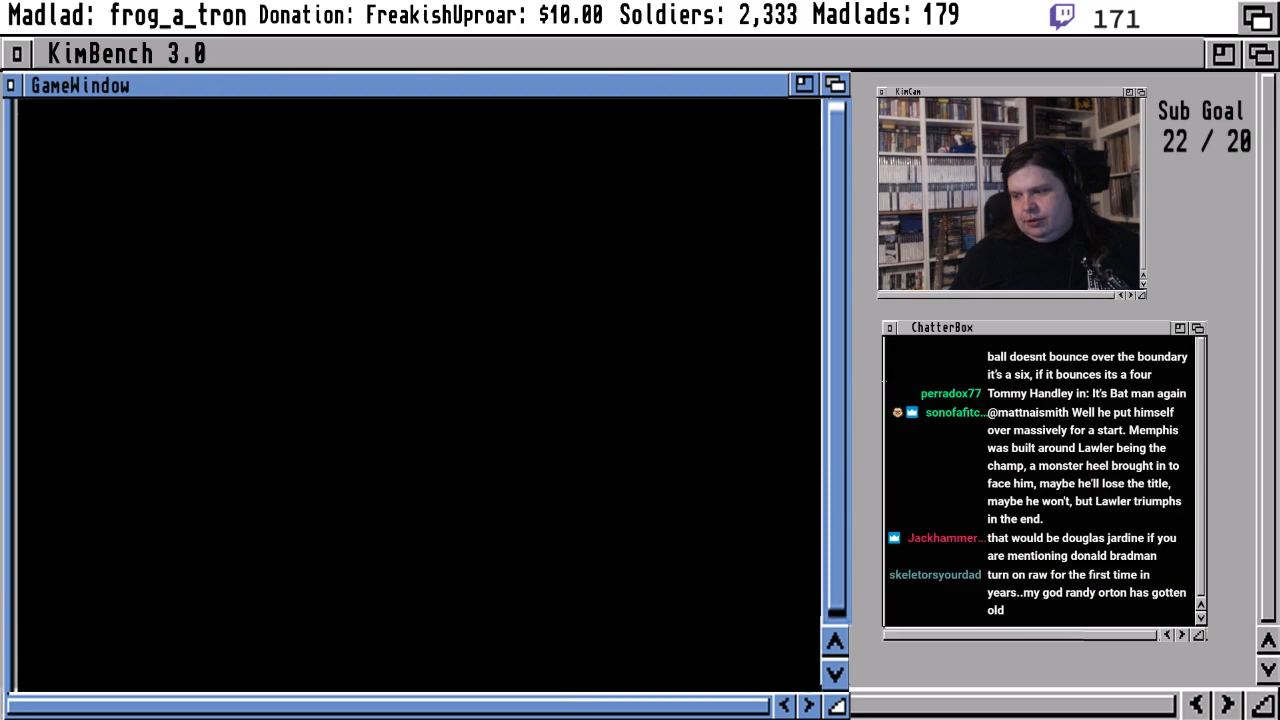 Madlad: frog_a_tron Donation: FreakishUproar: $10.00 Soldiers: 2,333 Madlads: 179
171
KimBench 3.0
GameWindow
KimCam
Sub Goal
22 / 20
ChatterBox
ball doesnt bounce over the boundary
it's a six, if it bounces its a four
perradox77 Tommy Handley in: It's Bat man again
sonofafitc... @mattnaismith Well he put himself
over massively for a start. Memphis
was built around Lawler being the
champ, a monster heel brought in to
face him, maybe he'll lose the title,
maybe he won't, but Lawler triumphs
in the end.
Jackhammer... that would be douglas jardine if you
are mentioning donald bradman
skeletorsyourdad turn on raw for the first time in
years..my god randy orton has gotten
old